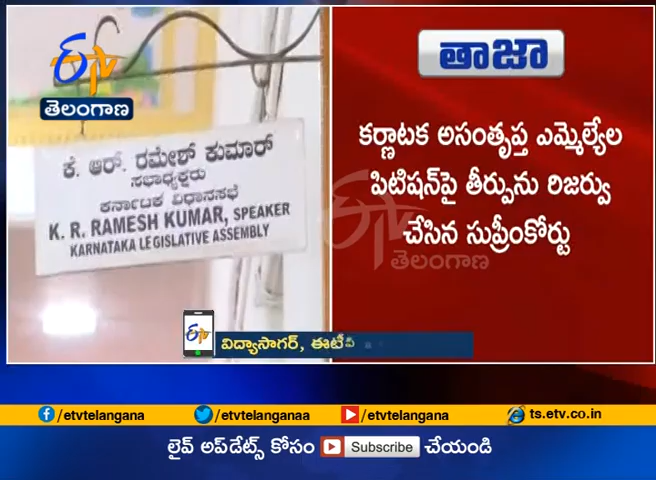 ETV
తెలంగాణ
తాజా
ಕೆ. ಆರ್. ರಮೇಶ್ ಕುಮಾರ್
ಸಭಾಧ್ಯಕ್ಷರು
ಕರ್ನಾಟಕ ವಿಧಾನಸಭೆ
K. R. RAMESH KUMAR, SPEAKER
KARNATAKA LEGISLATIVE ASSEMBLY
కర్ణాటక అసంతృప్త ఎమ్మెల్యేల
పిటిషన్‌పై తీర్పును రిజర్వు
చేసిన సుప్రీంకోర్టు
తెలంగాణ
విద్యాసాగర్, ఈటీవీ
/etvtelangana /etvtelanganaa /etvtelangana ts.etv.co.in
లైవ్ అప్‌డేట్స్ కోసం Subscribe చేయండి